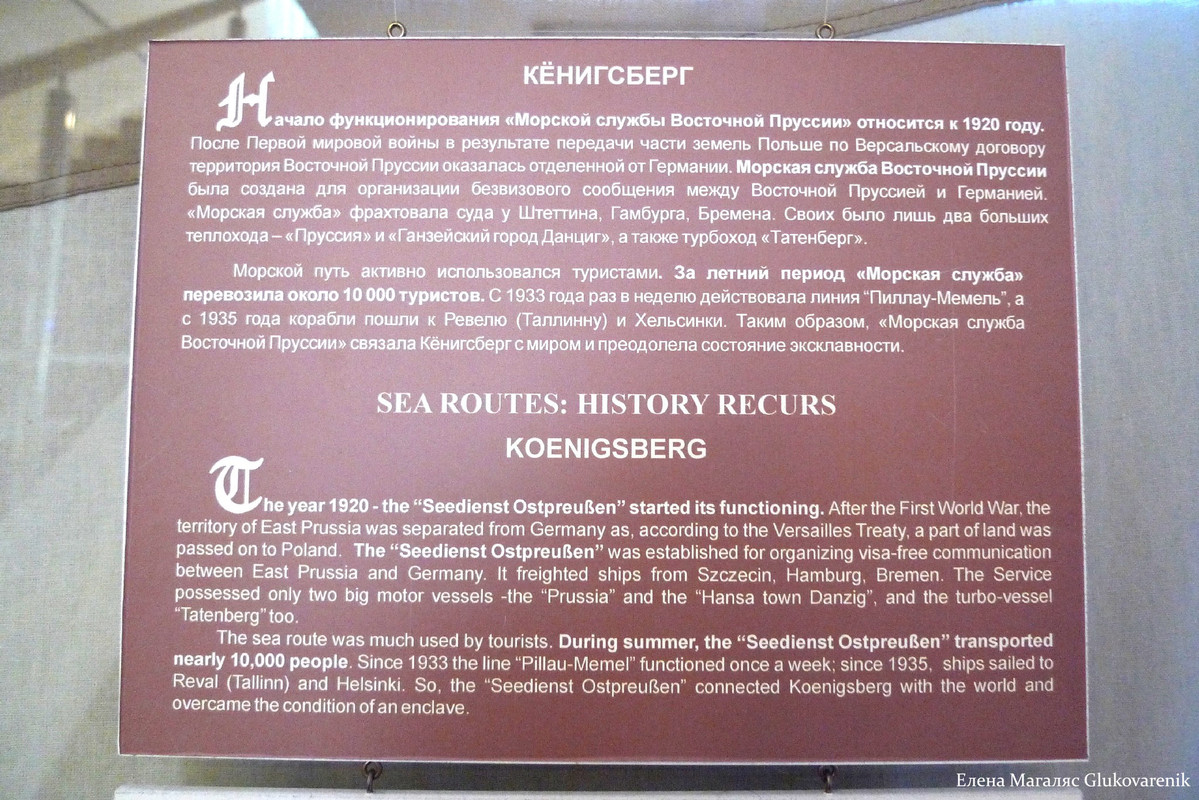 КЁНИГСБЕРГ
Начало функционирования «Морской службы Восточной Пруссии» относится к 1920 году.
После Первой мировой войны в результате передачи части земель Польше по Версальскому договору
территория Восточной Пруссии оказалась отделенной от Германии. Морская служба Восточной Пруссии
была создана для организации безвизового сообщения между Восточной Пруссией и Германией.
«Морская служба» фрахтовала суда у Штеттина, Гамбурга, Бремена. Своих было лишь два больших
теплохода – «Пруссия» и «Ганзейский город Данциг», а также турбоход «Татенберг».
Морской путь активно использовался туристами. За летний период «Морская служба»
перевозила около 10 000 туристов. С 1933 года раз в неделю действовала линия “Пиллау-Мемель”, а
с 1935 года корабли пошли к Ревелю (Таллинну) и Хельсинки. Таким образом, «Морская служба
Восточной Пруссии» связала Кёнигсберг с миром и преодолела состояние эксклавности.
SEA ROUTES: HISTORY RECURS
KOENIGSBERG
The year 1920 - the “Seedienst Ostpreußen” started its functioning. After the First World War, the
territory of East Prussia was separated from Germany as, according to the Versailles Treaty, a part of land was
passed on to Poland. The “Seedienst Ostpreußen” was established for organizing visa-free communication
between East Prussia and Germany. It freighted ships from Szczecin, Hamburg, Bremen. The Service
possessed only two big motor vessels -the “Prussia” and the “Hansa town Danzig”, and the turbo-vessel
“Tatenberg” too.
The sea route was much used by tourists. During summer, the “Seedienst Ostpreußen” transported
nearly 10,000 people. Since 1933 the line “Pillau-Memel” functioned once a week; since 1935, ships sailed to
Reval (Tallinn) and Helsinki. So, the “Seedienst Ostpreußen” connected Koenigsberg with the world and
overcame the condition of an enclave.
Елена Магаляс Glukovarenik